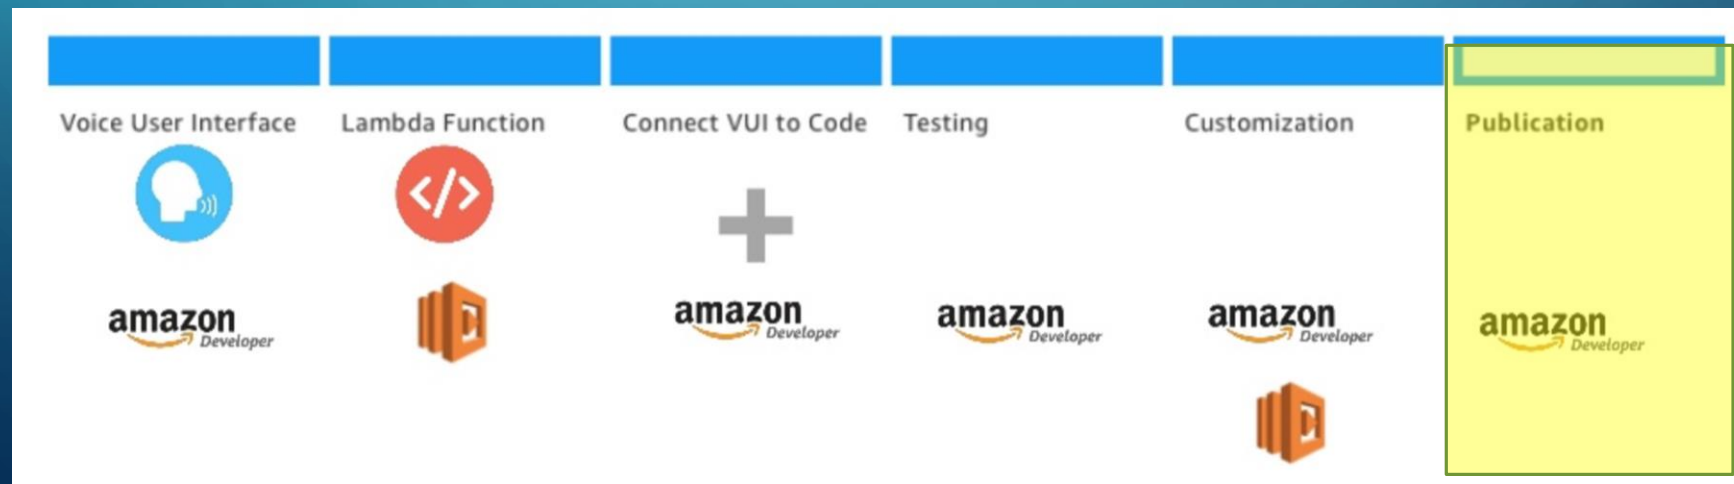 Voice User Interface
Lambda Function
Connect VUI to Code
Testing
Customization
Publication
</>
amazon
Developer
amazon
Developer
amazon
Developer
amazon
Developer
amazon
Developer